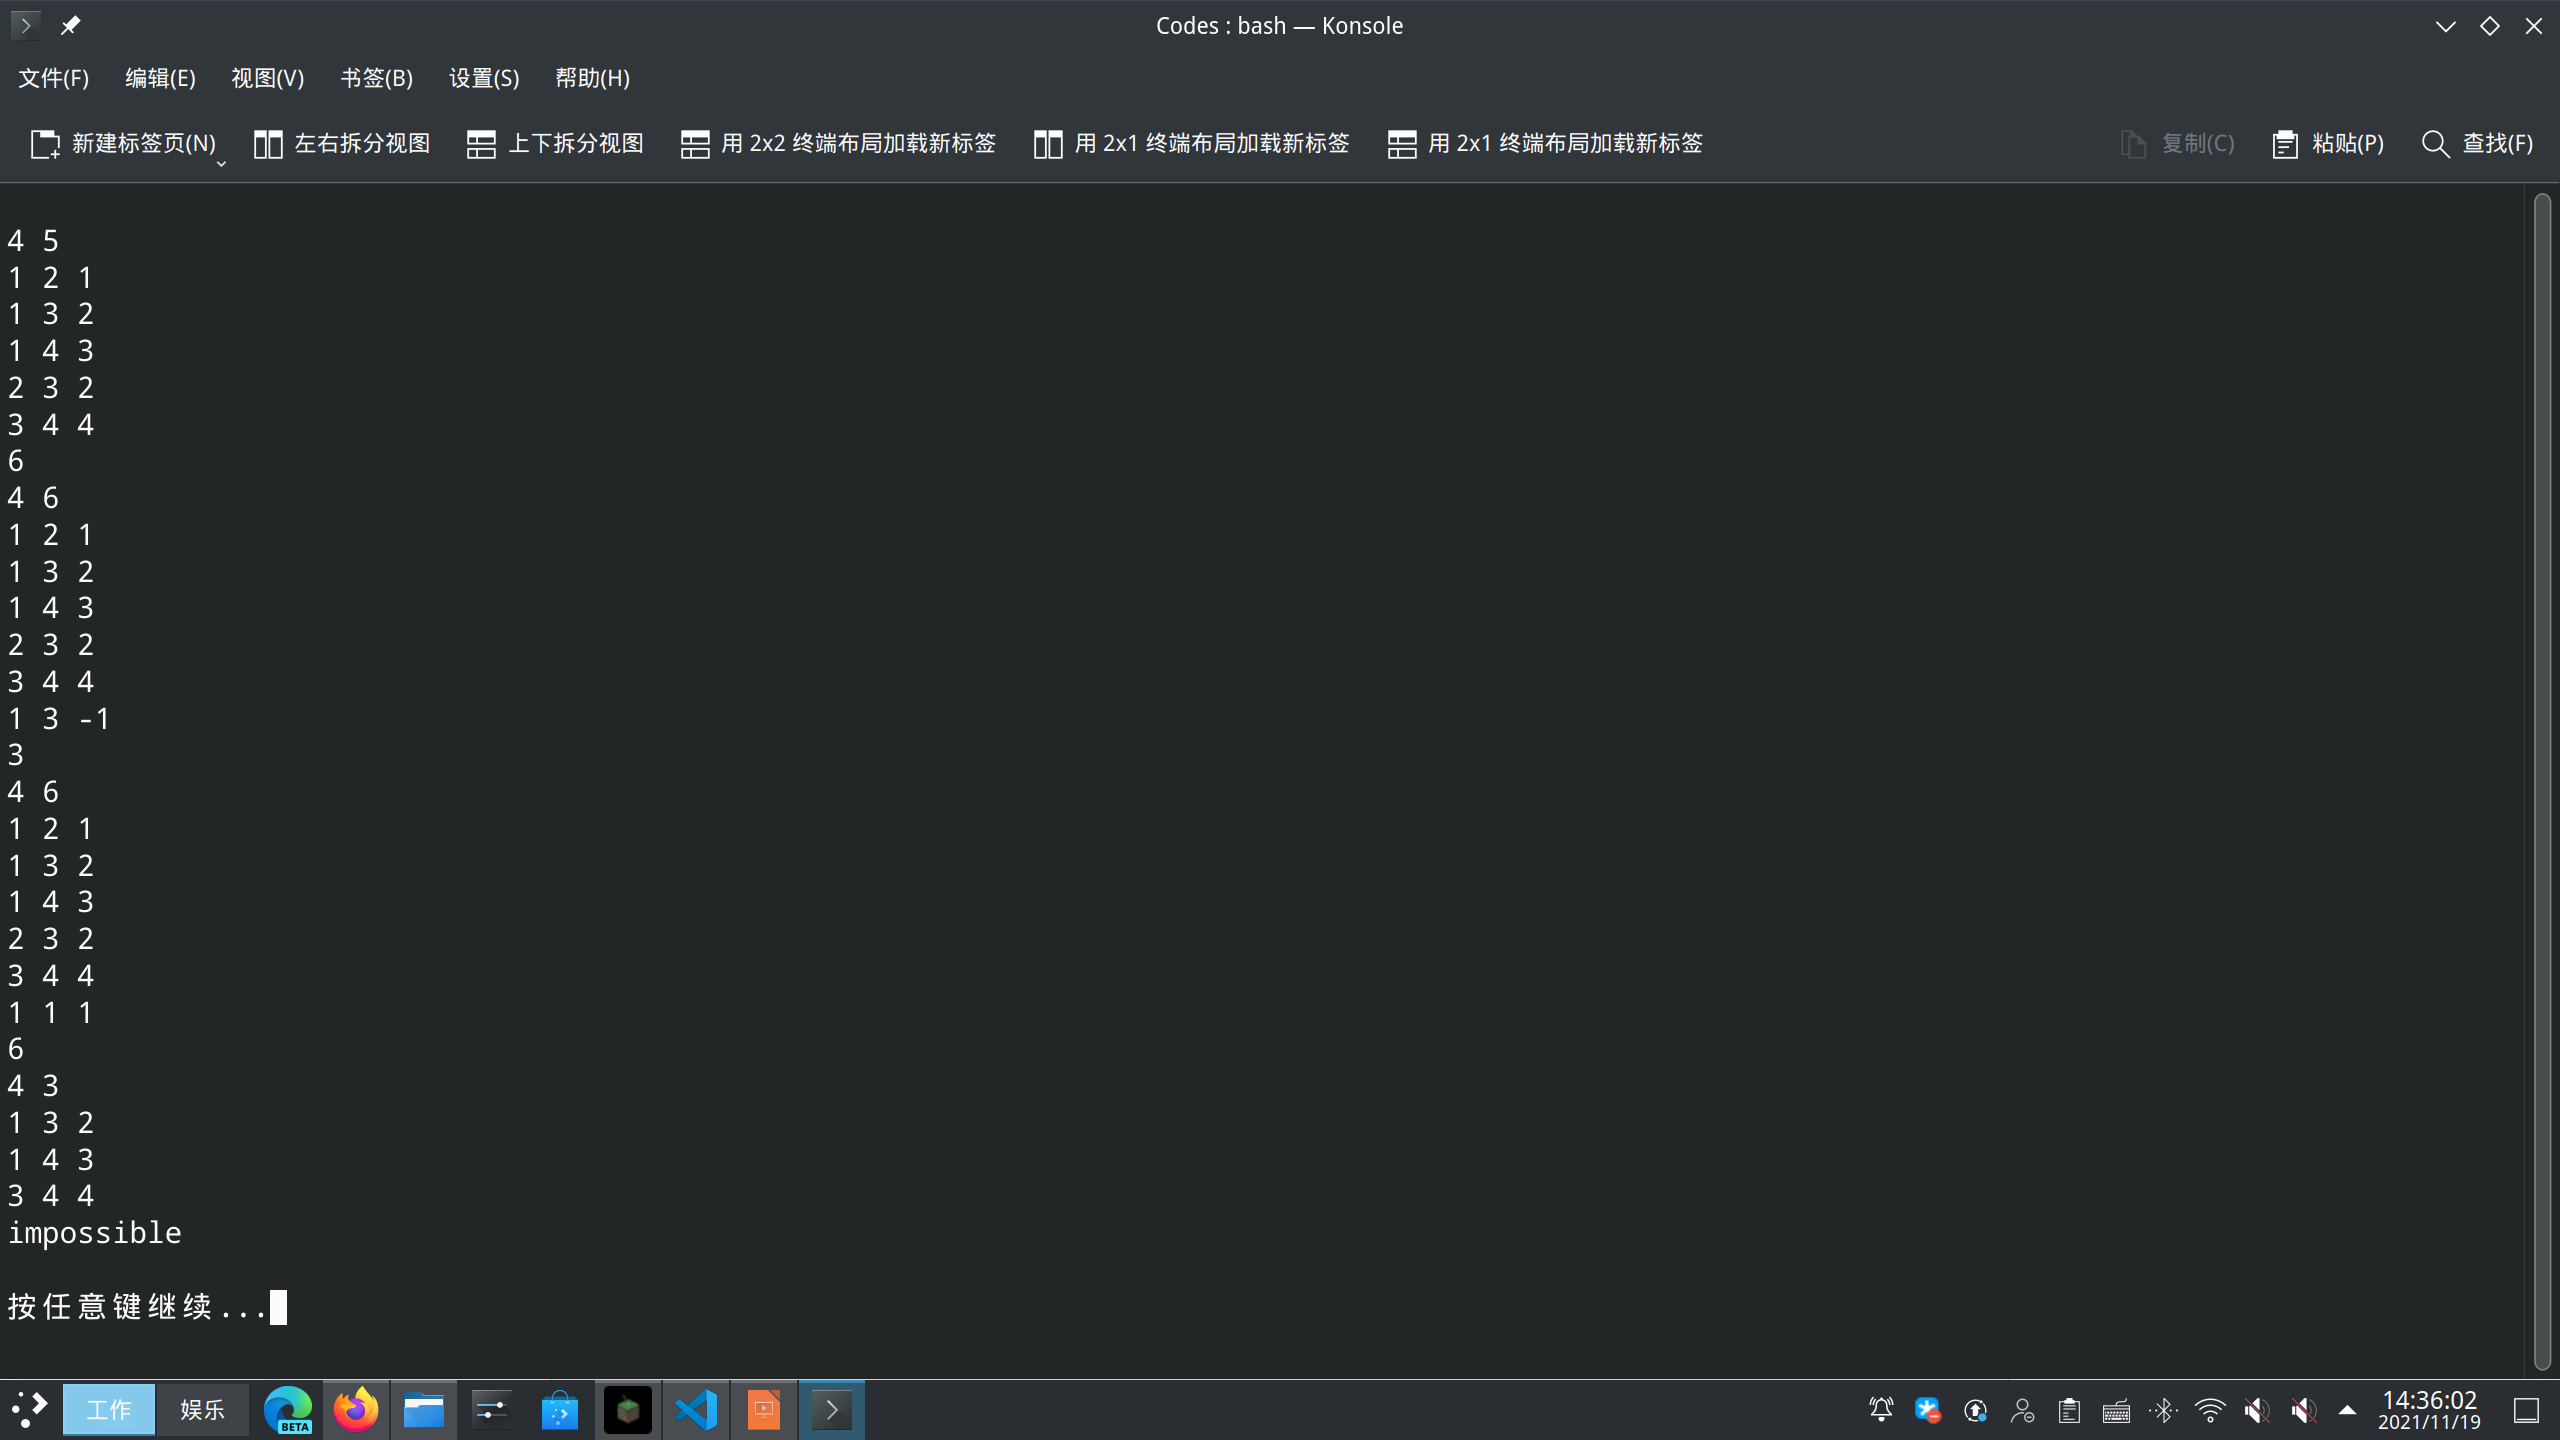 Codes : bash — Konsole
文件(F) 编辑(E) 视图(V) 书签(B) 设置(S) 帮助(H)
新建标签页(N) 左右拆分视图 上下拆分视图 用 2x2 终端布局加载新标签 用 2x1 终端布局加载新标签 用 2x1 终端布局加载新标签 复制(C) 粘贴(P) 查找(F)
4 5
1 2 1
1 3 2
1 4 3
2 3 2
3 4 4
6
4 6
1 2 1
1 3 2
1 4 3
2 3 2
3 4 4
1 3 -1
3
4 6
1 2 1
1 3 2
1 4 3
2 3 2
3 4 4
1 1 1
6
4 3
1 3 2
1 4 3
3 4 4
impossible
按任意键继续...
工作 娱乐 BETA 14:36:02
2021/11/19